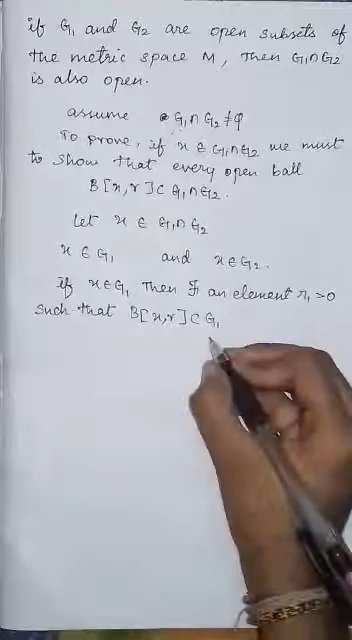 if G₁ and G₂ are open subsets of
the metric space M, then G₁∩G₂
is also open.
assume G₁∩G₂≠φ
To prove, if x ∈ G₁∩G₂ we must
to show that every open ball
B[x,r]⊂G₁∩G₂.
Let x ∈ G₁∩G₂
x ∈ G₁ and x∈G₂.
if x∈G₁ Then ∃ an element r₁>0
such that B[x,r]⊂G₁